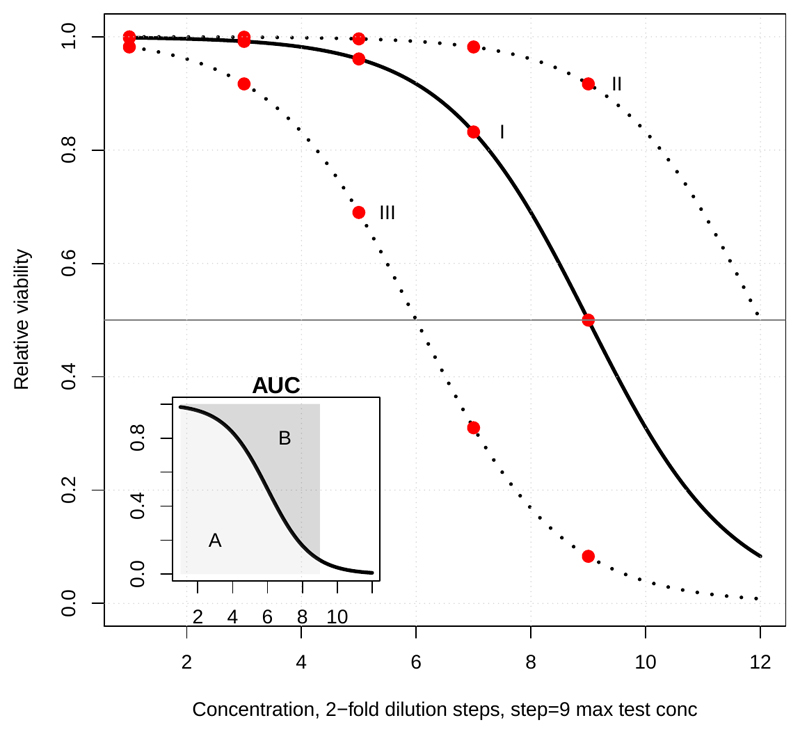 Relative viability
1.0
0.8
0.6
0.4
0.2
0.0
II
I
III
AUC
0.8
0.4
0.0
B
A
2 4 6 8 10
2 4 6 8 10 12
Concentration, 2−fold dilution steps, step=9 max test conc